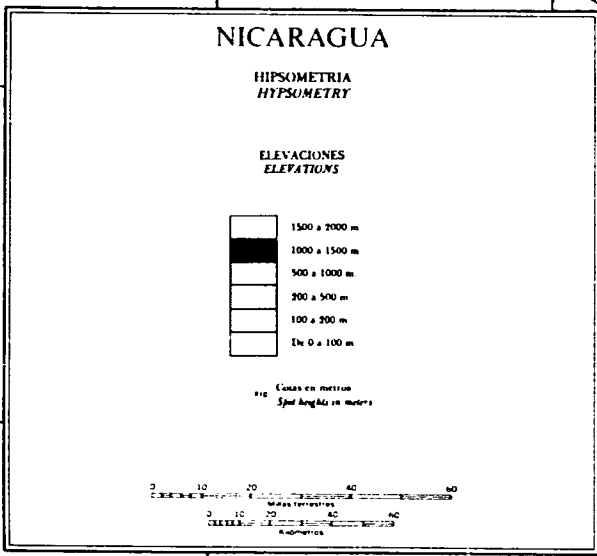 NICARAGUA
HIPSOMETRIA
HYPSOMETRY
ELEVACIONES
ELEVATIONS
1500 a 2000 m
1000 a 1500 m
500 a 1000 m
200 a 500 m
100 a 200 m
De 0 a 100 m
Cotas en metros
Spot heights in meters
0 10 20 40 60
Millas terrestres
0 10 20 40 60
Kilometros